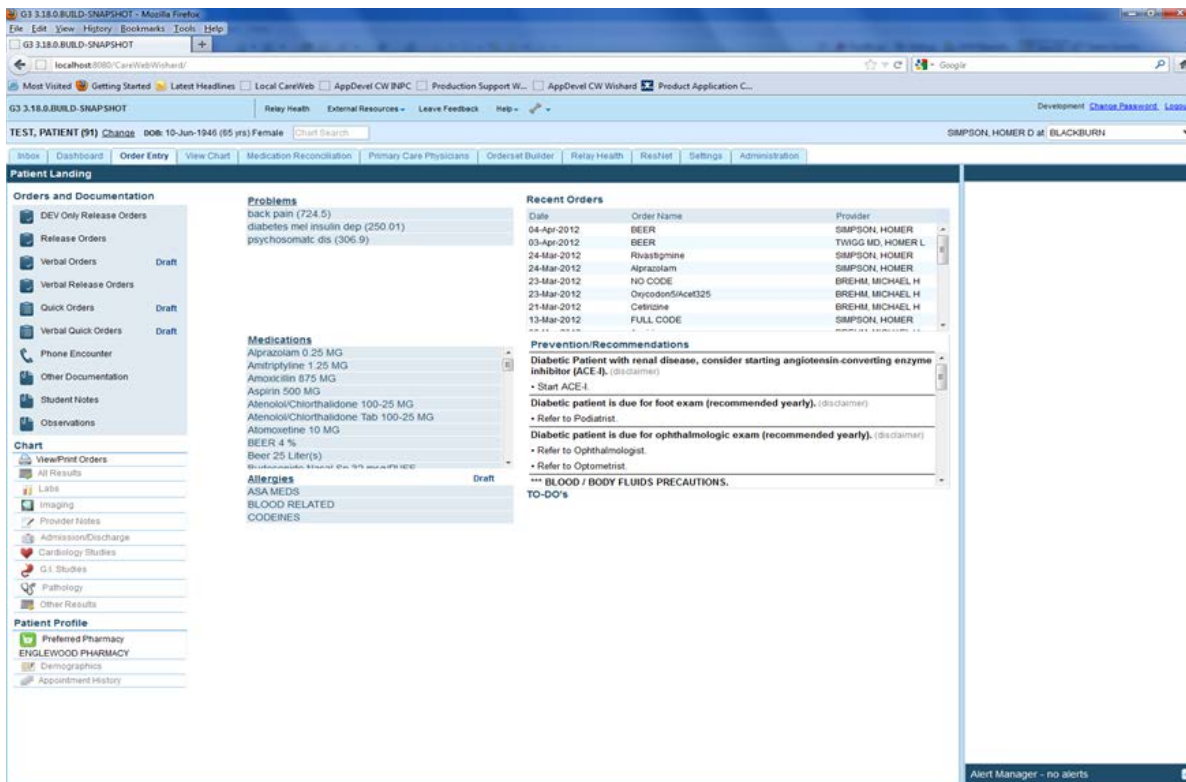 G3 3.18.0.BUILD-SNAPSHOT - Mozilla Firefox
File Edit View History Bookmarks Tools Help
G3 3.18.0.BUILD-SNAPSHOT +
localhost:8080/CareWebWishard/
Google
Most Visited Getting Started Latest Headlines Local CareWeb AppDevel CW INPC Production Support W... AppDevel CW Wishard Product Application C...
G3 3.18.0.BUILD-SNAPSHOT Relay Health External Resources Leave Feedback Help Development Change Password Logout
TEST, PATIENT (91) Change DOB: 10-Jun-1946 (65 yrs) Female Chart Search SIMPSON, HOMER D at BLACKBURN
Inbox Dashboard Order Entry View Chart Medication Reconciliation Primary Care Physicians Orderset Builder Relay Health ResNet Settings Administration
Patient Landing
Orders and Documentation
DEV Only Release Orders
Release Orders
Verbal Orders Draft
Verbal Release Orders
Quick Orders Draft
Verbal Quick Orders Draft
Phone Encounter
Other Documentation
Student Notes
Observations
Chart
View/Print Orders
All Results
Labs
Imaging
Provider Notes
Admission/Discharge
Cardiology Studies
G.I. Studies
Pathology
Other Results
Patient Profile
Preferred Pharmacy
ENGLEWOOD PHARMACY
Demographics
Appointment History
Problems
back pain (724.5)
diabetes mel insulin dep (250.01)
psychosomatc dis (306.9)
Medications
Alprazolam 0.25 MG
Amitriptyline 1.25 MG
Amoxicillin 875 MG
Aspirin 500 MG
Atenolol/Chlorthalidone 100-25 MG
Atenolol/Chlorthalidone Tab 100-25 MG
Atomoxetine 10 MG
BEER 4 %
Beer 25 Liter(s)
Budesonide Nasal Sp 32 mcg/PUFF
Allergies Draft
ASA MEDS
BLOOD RELATED
CODEINES
Recent Orders
Date Order Name Provider
04-Apr-2012 BEER SIMPSON, HOMER
03-Apr-2012 BEER TWIGG MD, HOMER L
24-Mar-2012 Rivastigmine SIMPSON, HOMER
24-Mar-2012 Alprazolam SIMPSON, HOMER
23-Mar-2012 NO CODE BREHM, MICHAEL H
23-Mar-2012 Oxycodon5/Acet325 BREHM, MICHAEL H
21-Mar-2012 Cetirizine BREHM, MICHAEL H
13-Mar-2012 FULL CODE SIMPSON, HOMER
Prevention/Recommendations
Diabetic Patient with renal disease, consider starting angiotensin-converting enzyme
inhibitor (ACE-I). (disclaimer)
• Start ACE-I.
Diabetic patient is due for foot exam (recommended yearly). (disclaimer)
• Refer to Podiatrist.
Diabetic patient is due for ophthalmologic exam (recommended yearly). (disclaimer)
• Refer to Ophthalmologist.
• Refer to Optometrist.
*** BLOOD / BODY FLUIDS PRECAUTIONS.
TO-DO's
Alert Manager - no alerts